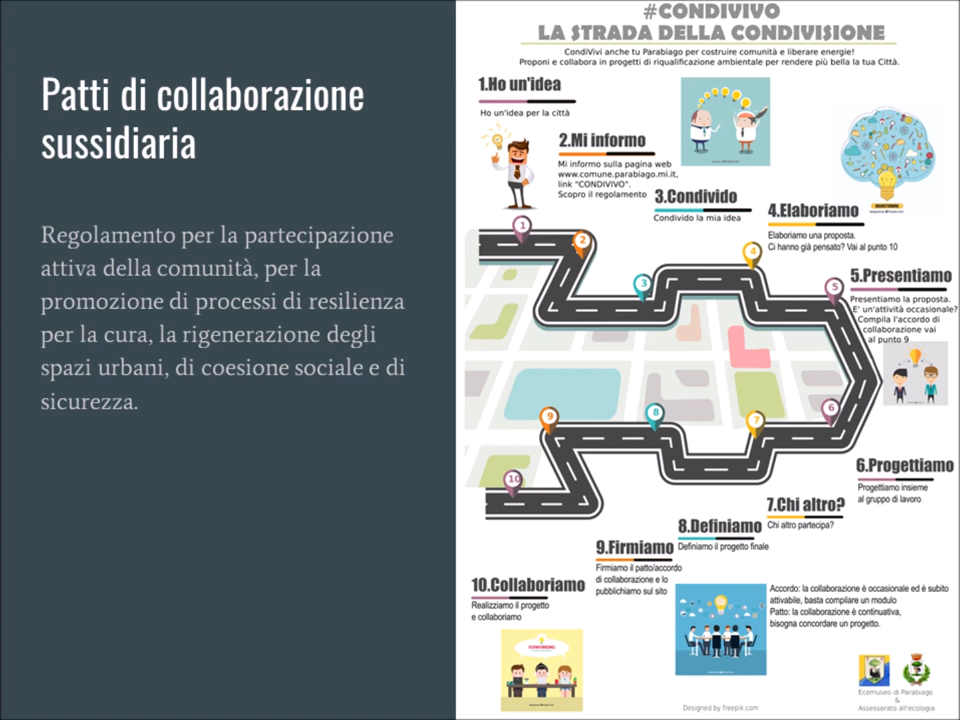 Patti di collaborazione
sussidiaria
Regolamento per la partecipazione
attiva della comunità, per la
promozione di processi di resilienza
per la cura, la rigenerazione degli
spazi urbani, di coesione sociale e di
sicurezza.
#CONDIVIVO
LA STRADA DELLA CONDIVISIONE
CondiVivi anche tu Parabiago per costruire comunità e liberare energie!
Proponi e collabora in progetti di riqualificazione ambientale per rendere più bella la tua Città.
1.Ho un'idea
Ho un'idea per la città
2.Mi informo
Mi informo sulla pagina web
www.comune.parabiago.mi.it,
link "CONDIVIVO".
Scopro il regolamento
3.Condivido
Condivido la mia idea
4.Elaboriamo
Elaboriamo una proposta.
Ci hanno già pensato? Vai al punto 10
5.Presentiamo
Presentiamo la proposta.
E' un'attività occasionale?
Compila l'accordo di
collaborazione vai
al punto 9
1
2
3
4
5
6
7
8
9
10
6.Progettiamo
Progettiamo insieme
al gruppo di lavoro
7.Chi altro?
Chi altro partecipa?
8.Definiamo
Definiamo il progetto finale
9.Firmiamo
Firmiamo il patto/accordo
di collaborazione e lo
pubblichiamo sul sito
10.Collaboriamo
Realizziamo il progetto
e collaboriamo
COWORKING
Accordo: la collaborazione è occasionale ed è subito
attivabile, basta compilare un modulo
Patto: la collaborazione è continuativa,
bisogna concordare un progetto.
Designed by freepik.com
Ecomuseo di Parabiago
&
Assessorato all'ecologia